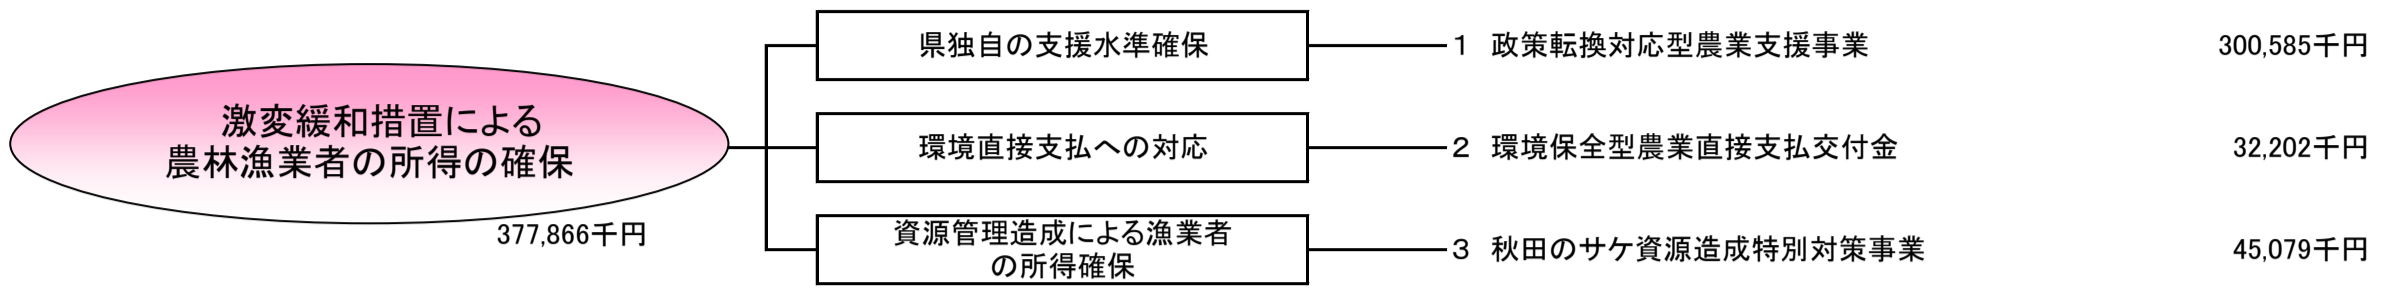 激変緩和措置による
農林漁業者の所得の確保
377,866千円
県独自の支援水準確保
1 政策転換対応型農業支援事業 300,585千円
環境直接支払への対応
2 環境保全型農業直接支払交付金 32,202千円
資源管理造成による漁業者
の所得確保
3 秋田のサケ資源造成特別対策事業 45,079千円